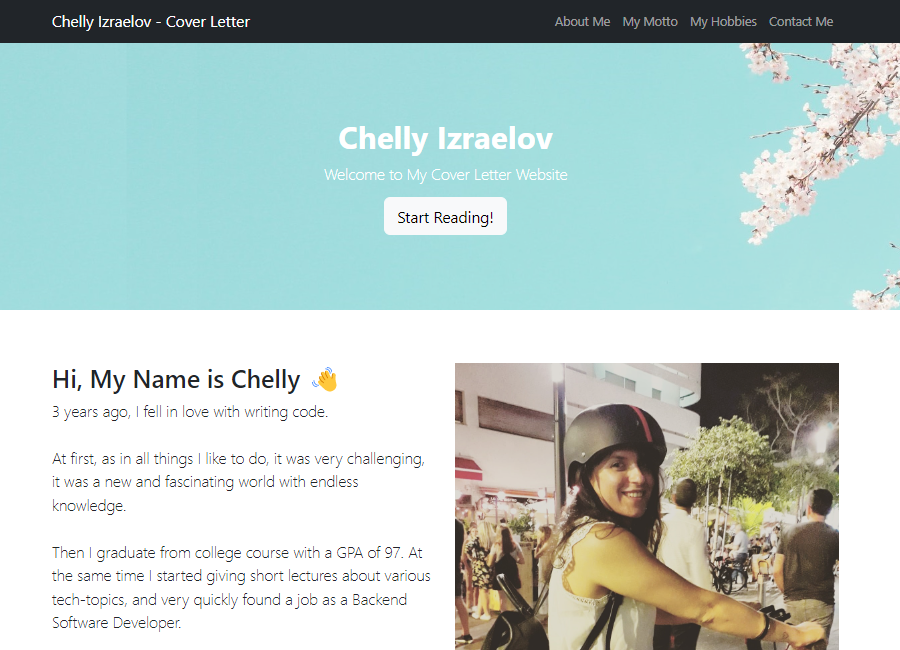 Chelly Izraelov - Cover Letter
About Me My Motto My Hobbies Contact Me
Chelly Izraelov
Welcome to My Cover Letter Website
Start Reading!
Hi, My Name is Chelly 👋
3 years ago, I fell in love with writing code.
At first, as in all things I like to do, it was very challenging,
it was a new and fascinating world with endless
knowledge.
Then I graduate from college course with a GPA of 97. At
the same time I started giving short lectures about various
tech-topics, and very quickly found a job as a Backend
Software Developer.